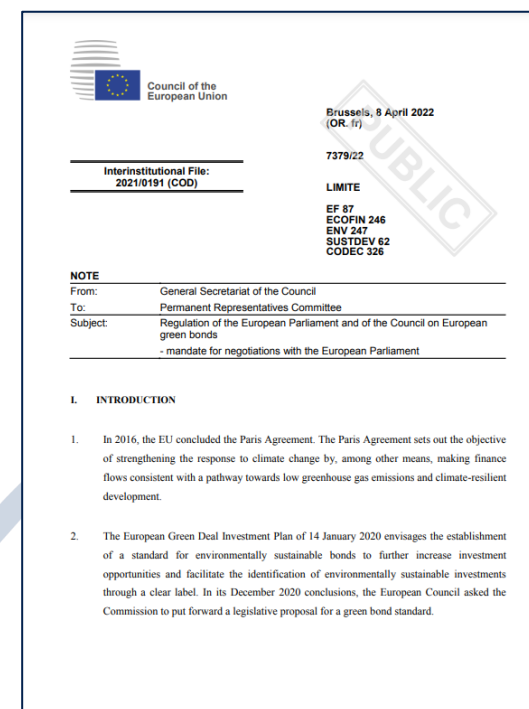 Council of the
European Union
PUBLIC
Brussels, 8 April 2022
(OR. fr)
7379/22
Interinstitutional File:
2021/0191 (COD)
LIMITE
EF 87
ECOFIN 246
ENV 247
SUSTDEV 62
CODEC 326
NOTE
From: General Secretariat of the Council
To: Permanent Representatives Committee
Subject: Regulation of the European Parliament and of the Council on European
green bonds
- mandate for negotiations with the European Parliament
I. INTRODUCTION
1. In 2016, the EU concluded the Paris Agreement. The Paris Agreement sets out the objective
of strengthening the response to climate change by, among other means, making finance
flows consistent with a pathway towards low greenhouse gas emissions and climate-resilient
development.
2. The European Green Deal Investment Plan of 14 January 2020 envisages the establishment
of a standard for environmentally sustainable bonds to further increase investment
opportunities and facilitate the identification of environmentally sustainable investments
through a clear label. In its December 2020 conclusions, the European Council asked the
Commission to put forward a legislative proposal for a green bond standard.